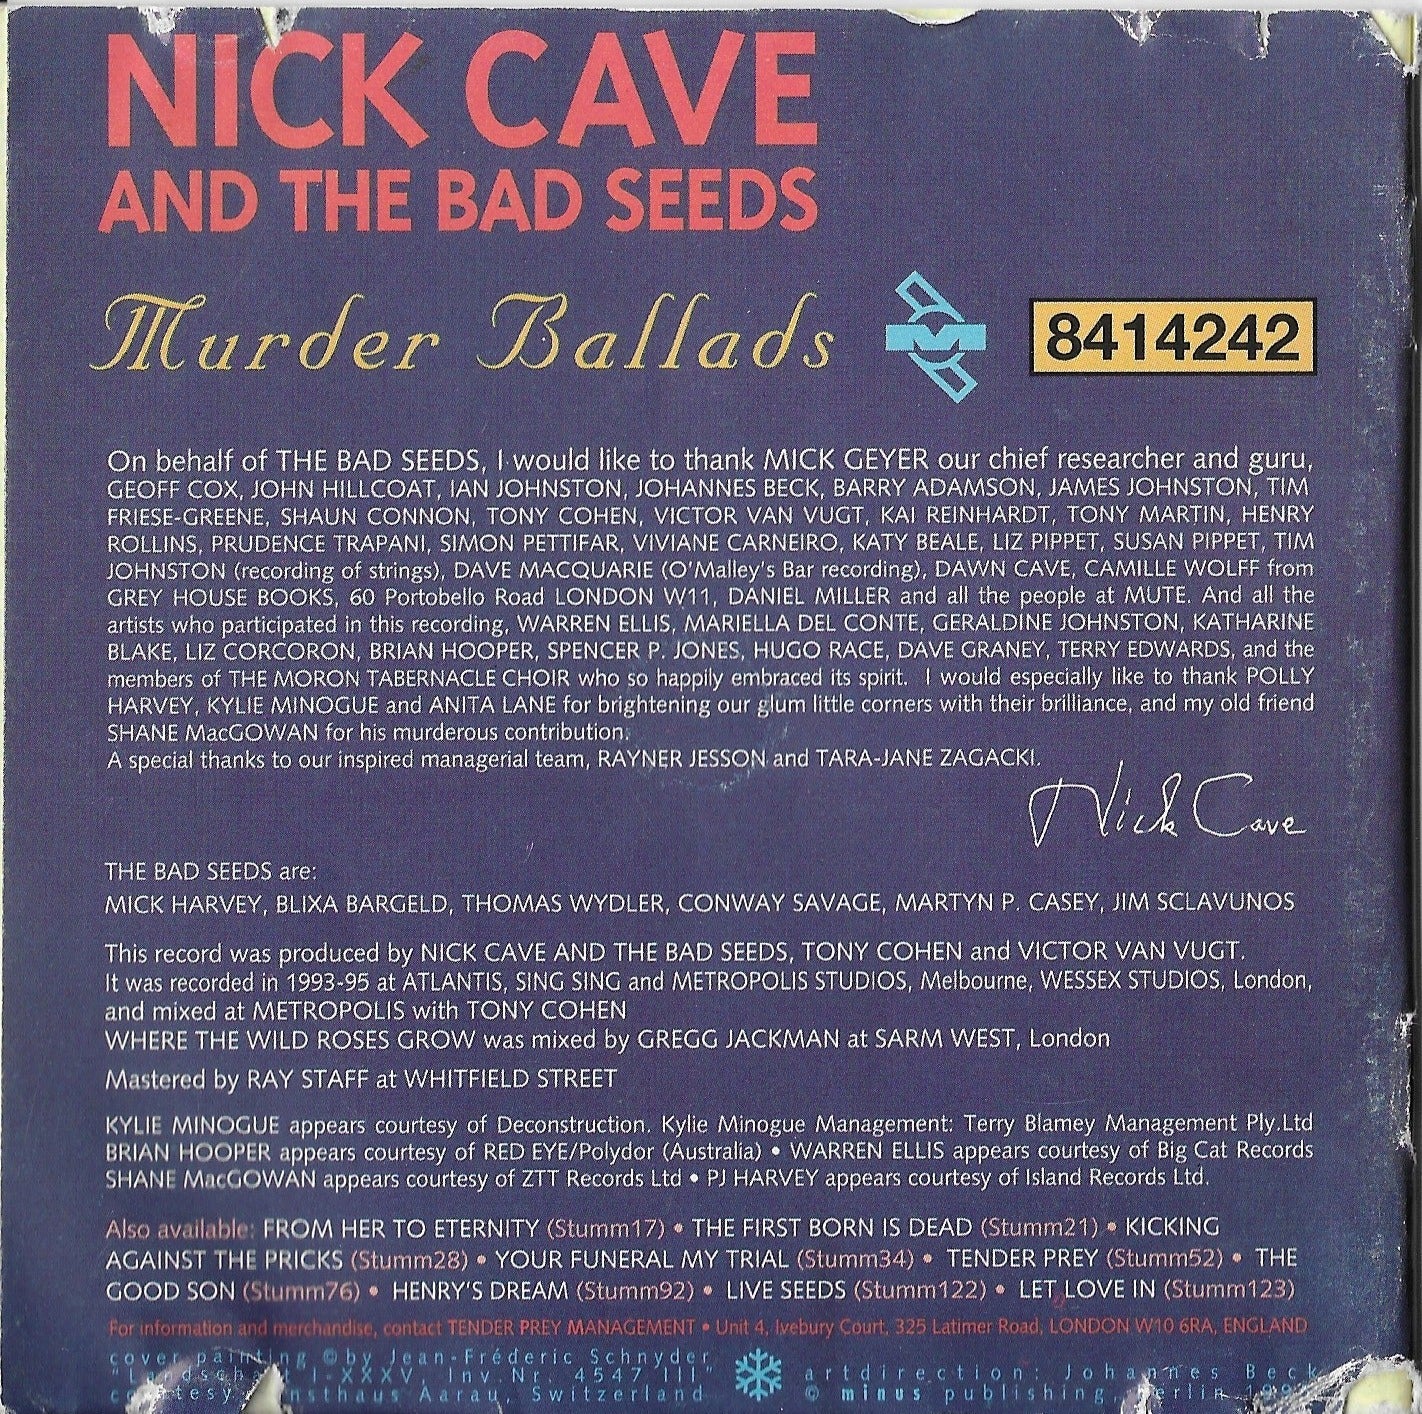 NICK CAVE
AND THE BAD SEEDS
Murder Ballads
M
8414242
On behalf of THE BAD SEEDS, I would like to thank MICK GEYER our chief researcher and guru,
GEOFF COX, JOHN HILLCOAT, IAN JOHNSTON, JOHANNES BECK, BARRY ADAMSON, JAMES JOHNSTON, TIM
FRIESE-GREENE, SHAUN CONNON, TONY COHEN, VICTOR VAN VUGT, KAI REINHARDT, TONY MARTIN, HENRY
ROLLINS, PRUDENCE TRAPANI, SIMON PETTIFAR, VIVIANE CARNEIRO, KATY BEALE, LIZ PIPPET, SUSAN PIPPET, TIM
JOHNSTON (recording of strings), DAVE MACQUARIE (O'Malley's Bar recording), DAWN CAVE, CAMILLE WOLFF from
GREY HOUSE BOOKS, 60 Portobello Road LONDON W11, DANIEL MILLER and all the people at MUTE. And all the
artists who participated in this recording, WARREN ELLIS, MARIELLA DEL CONTE, GERALDINE JOHNSTON, KATHARINE
BLAKE, LIZ CORCORON, BRIAN HOOPER, SPENCER P. JONES, HUGO RACE, DAVE GRANEY, TERRY EDWARDS, and the
members of THE MORON TABERNACLE CHOIR who so happily embraced its spirit. I would especially like to thank POLLY
HARVEY, KYLIE MINOGUE and ANITA LANE for brightening our glum little corners with their brilliance, and my old friend
SHANE MacGOWAN for his murderous contribution.
A special thanks to our inspired managerial team, RAYNER JESSON and TARA-JANE ZAGACKI.
Nick Cave
THE BAD SEEDS are:
MICK HARVEY, BLIXA BARGELD, THOMAS WYDLER, CONWAY SAVAGE, MARTYN P. CASEY, JIM SCLAVUNOS
This record was produced by NICK CAVE AND THE BAD SEEDS, TONY COHEN and VICTOR VAN VUGT.
It was recorded in 1993-95 at ATLANTIS, SING SING and METROPOLIS STUDIOS, Melbourne, WESSEX STUDIOS, London,
and mixed at METROPOLIS with TONY COHEN
WHERE THE WILD ROSES GROW was mixed by GREGG JACKMAN at SARM WEST, London
Mastered by RAY STAFF at WHITFIELD STREET
KYLIE MINOGUE appears courtesy of Deconstruction. Kylie Minogue Management: Terry Blamey Management Ply.Ltd
BRIAN HOOPER appears courtesy of RED EYE/Polydor (Australia) • WARREN ELLIS appears courtesy of Big Cat Records
SHANE MacGOWAN appears courtesy of ZTT Records Ltd • PJ HARVEY appears courtesy of Island Records Ltd.
Also available: FROM HER TO ETERNITY (Stumm17) • THE FIRST BORN IS DEAD (Stumm21) • KICKING
AGAINST THE PRICKS (Stumm28) • YOUR FUNERAL MY TRIAL (Stumm34) • TENDER PREY (Stumm52) • THE
GOOD SON (Stumm76) • HENRY'S DREAM (Stumm92) • LIVE SEEDS (Stumm122) • LET LOVE IN (Stumm123)
For information and merchandise, contact TENDER PREY MANAGEMENT • Unit 4, Ivebury Court, 325 Latimer Road, LONDON W10 6RA, ENGLAND
cover painting © by Jean-Fréderic Schnyder
I-XXXV, Inv. Nr. 4547 III"
Aarau, Switzerland
artdirection: Johannes Beck
© minus publishing,